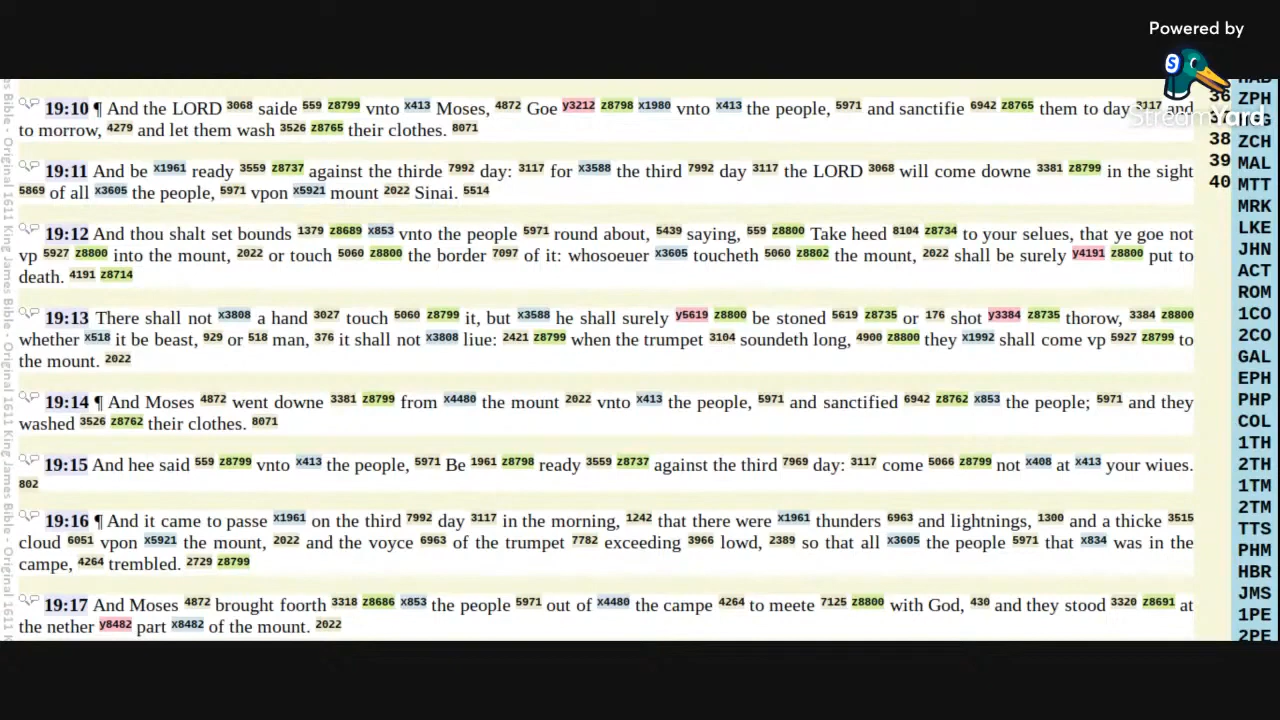 Powered by
StreamYard
19:10 ¶ And the LORD 3068 saide 559 z8799 vnto x413 Moses, 4872 Goe y3212 z8798 x1980 vnto x413 the people, 5971 and sanctifie 6942 z8765 them to day 3117 and
to morrow, 4279 and let them wash 3526 z8765 their clothes. 8071
19:11 And be x1961 ready 3559 z8737 against the thirde 7992 day: 3117 for x3588 the third 7992 day 3117 the LORD 3068 will come downe 3381 z8799 in the sight
5869 of all x3605 the people, 5971 vpon x5921 mount 2022 Sinai. 5514
19:12 And thou shalt set bounds 1379 z8689 x853 vnto the people 5971 round about, 5439 saying, 559 z8800 Take heed 8104 z8734 to your selues, that ye goe not
vp 5927 z8800 into the mount, 2022 or touch 5060 z8800 the border 7097 of it: whosoeuer x3605 toucheth 5060 z8802 the mount, 2022 shall be surely y4191 z8800 put to
death. 4191 z8714
19:13 There shall not x3808 a hand 3027 touch 5060 z8799 it, but x3588 he shall surely y5619 z8800 be stoned 5619 z8735 or 176 shot y3384 z8735 thorow, 3384 z8800
whether x518 it be beast, 929 or 518 man, 376 it shall not x3808 liue: 2421 z8799 when the trumpet 3104 soundeth long, 4900 z8800 they x1992 shall come vp 5927 z8799 to
the mount. 2022
19:14 ¶ And Moses 4872 went downe 3381 z8799 from x4480 the mount 2022 vnto x413 the people, 5971 and sanctified 6942 z8762 x853 the people; 5971 and they
washed 3526 z8762 their clothes. 8071
19:15 And hee said 559 z8799 vnto x413 the people, 5971 Be 1961 z8798 ready 3559 z8737 against the third 7969 day: 3117 come 5066 z8799 not x408 at x413 your wiues.
802
19:16 ¶ And it came to passe x1961 on the third 7992 day 3117 in the morning, 1242 that there were x1961 thunders 6963 and lightnings, 1300 and a thicke 3515
cloud 6051 vpon x5921 the mount, 2022 and the voyce 6963 of the trumpet 7782 exceeding 3966 lowd, 2389 so that all x3605 the people 5971 that x834 was in the
campe, 4264 trembled. 2729 z8799
19:17 And Moses 4872 brought foorth 3318 z8686 x853 the people 5971 out of x4480 the campe 4264 to meete 7125 z8800 with God, 430 and they stood 3320 z8691 at
the nether y8482 part x8482 of the mount. 2022
36
38
39
40
ZPH
ZCH
MAL
MTT
MRK
LKE
JHN
ACT
ROM
1CO
2CO
GAL
EPH
PHP
COL
1TH
2TH
1TM
2TM
TTS
PHM
HBR
JMS
1PE
2PE